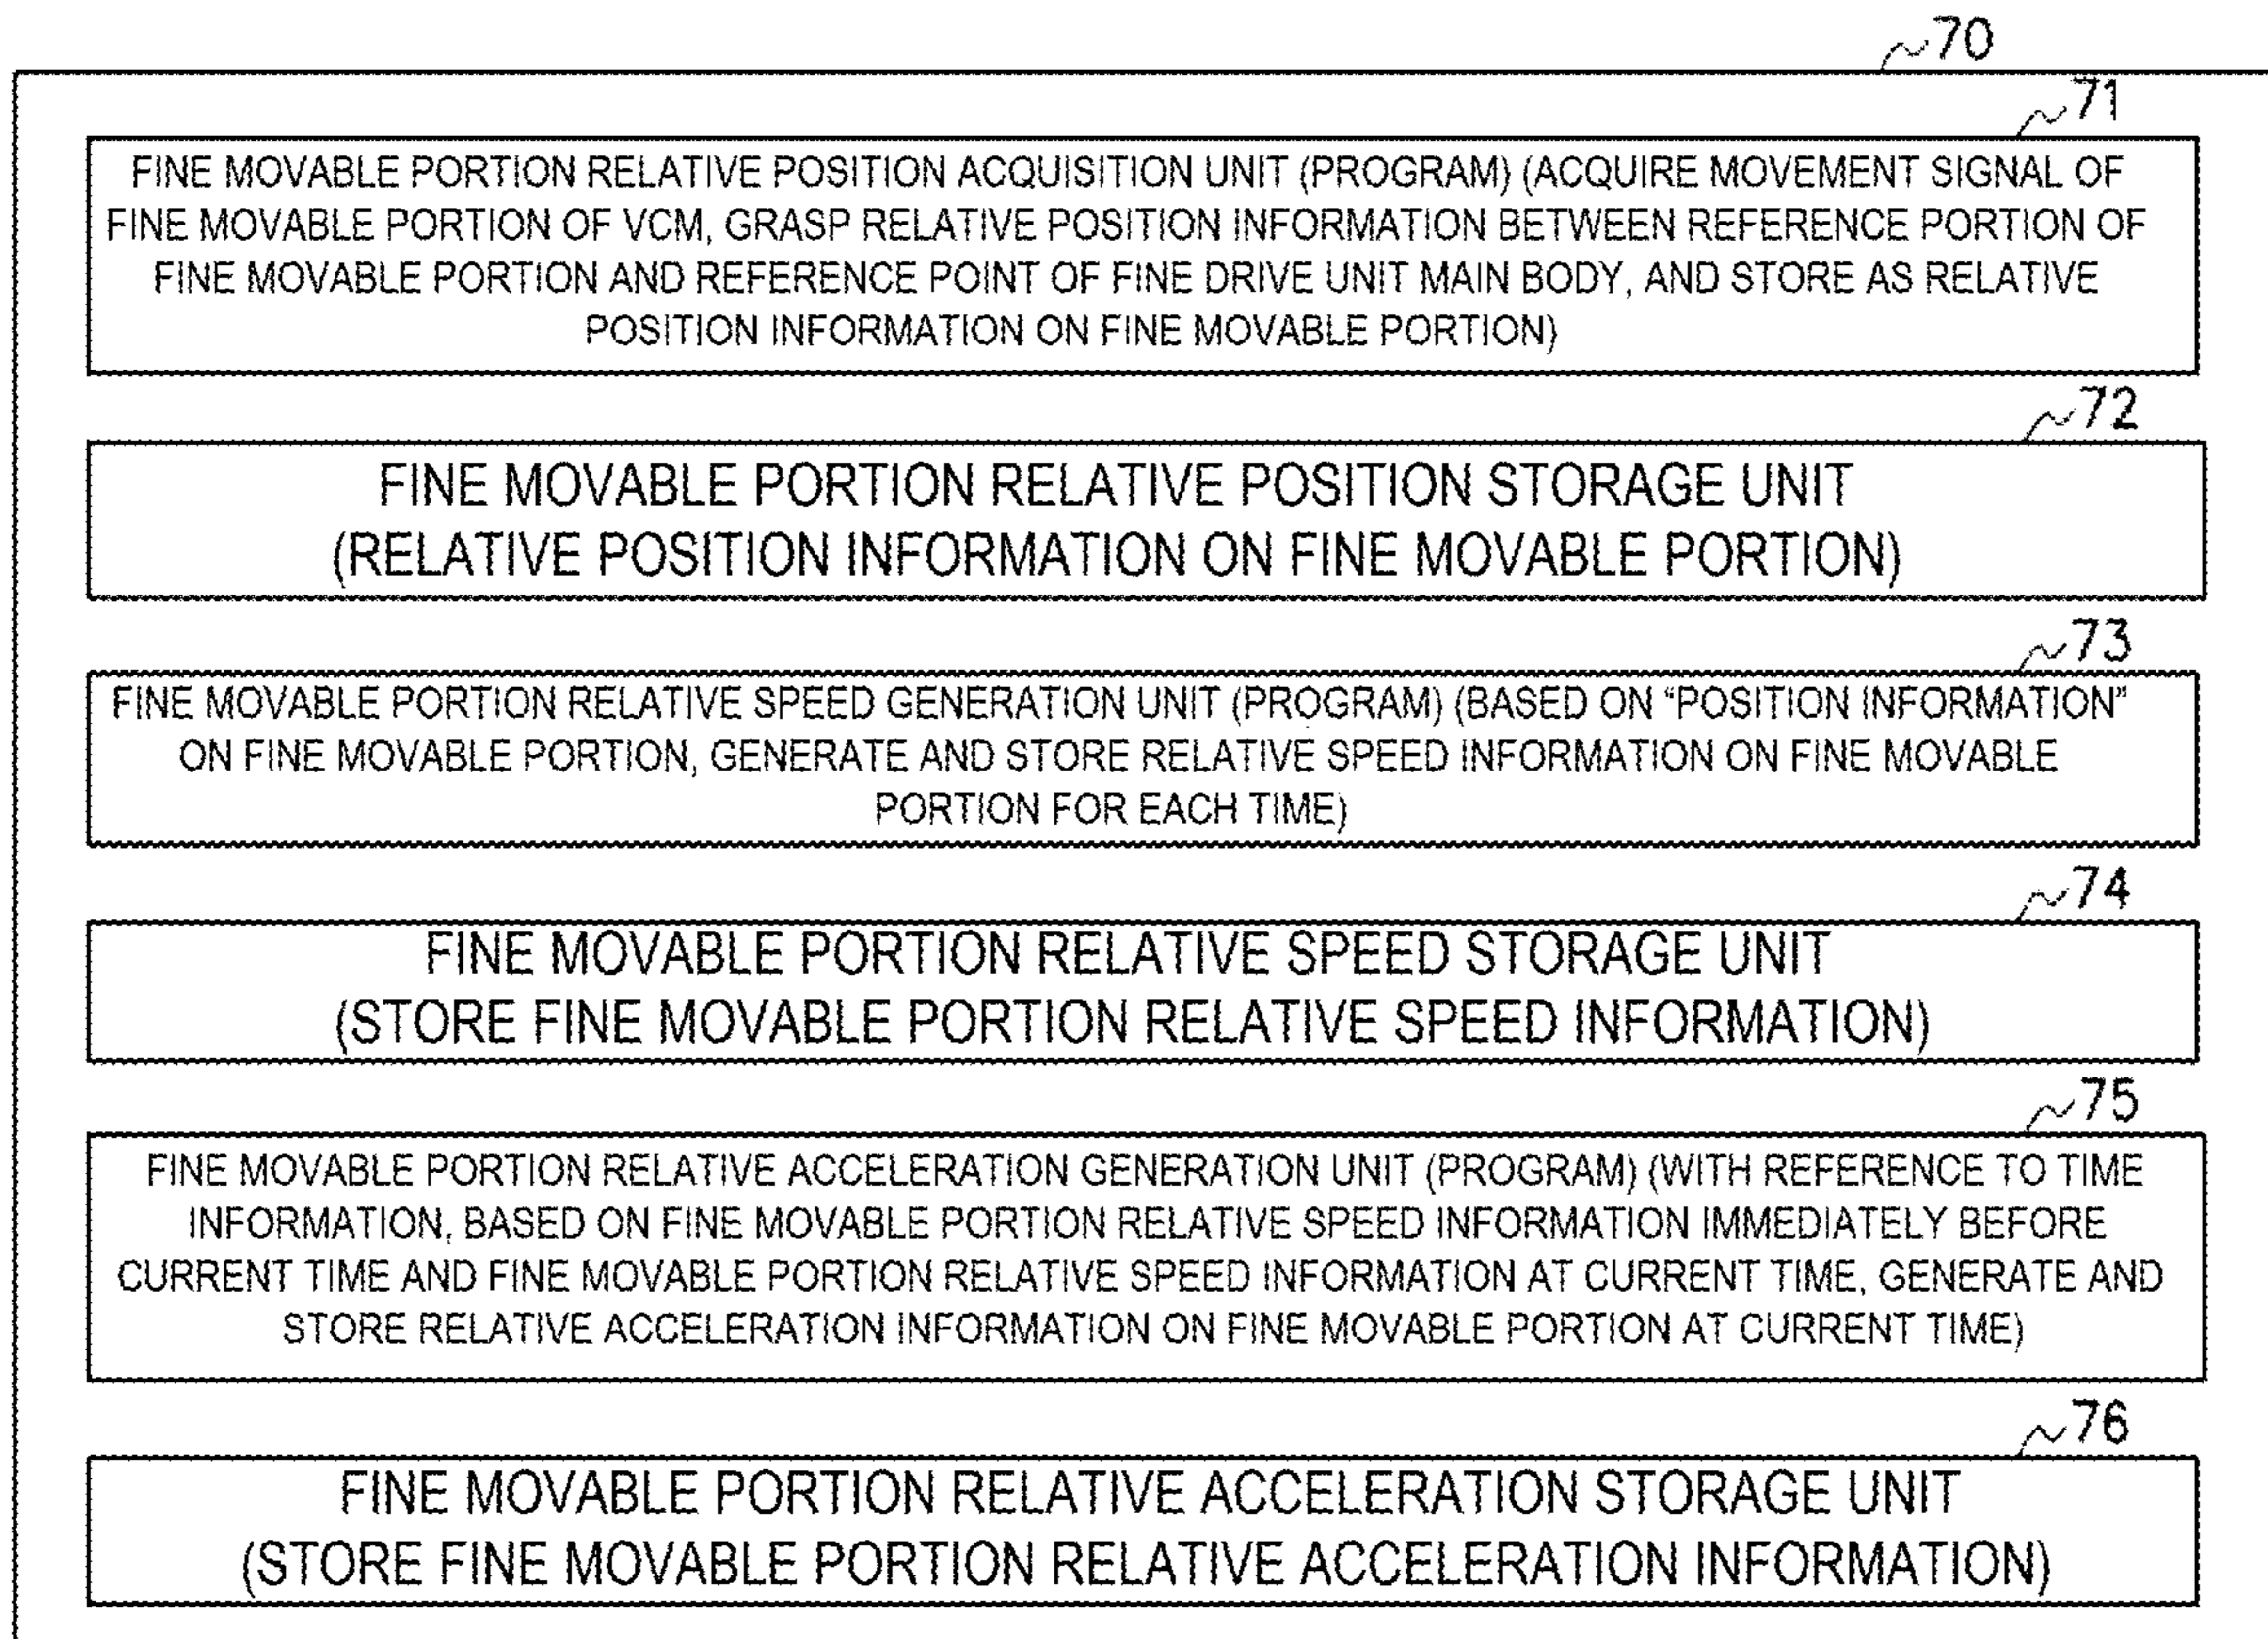 70
71
FINE MOVABLE PORTION RELATIVE POSITION ACQUISITION UNIT (PROGRAM) (ACQUIRE MOVEMENT SIGNAL OF
FINE MOVABLE PORTION OF VCM, GRASP RELATIVE POSITION INFORMATION BETWEEN REFERENCE PORTION OF
FINE MOVABLE PORTION AND REFERENCE POINT OF FINE DRIVE UNIT MAIN BODY, AND STORE AS RELATIVE
POSITION INFORMATION ON FINE MOVABLE PORTION)
72
FINE MOVABLE PORTION RELATIVE POSITION STORAGE UNIT
(RELATIVE POSITION INFORMATION ON FINE MOVABLE PORTION)
73
FINE MOVABLE PORTION RELATIVE SPEED GENERATION UNIT (PROGRAM) (BASED ON "POSITION INFORMATION"
ON FINE MOVABLE PORTION, GENERATE AND STORE RELATIVE SPEED INFORMATION ON FINE MOVABLE
PORTION FOR EACH TIME)
74
FINE MOVABLE PORTION RELATIVE SPEED STORAGE UNIT
(STORE FINE MOVABLE PORTION RELATIVE SPEED INFORMATION)
75
FINE MOVABLE PORTION RELATIVE ACCELERATION GENERATION UNIT (PROGRAM) (WITH REFERENCE TO TIME
INFORMATION, BASED ON FINE MOVABLE PORTION RELATIVE SPEED INFORMATION IMMEDIATELY BEFORE
CURRENT TIME AND FINE MOVABLE PORTION RELATIVE SPEED INFORMATION AT CURRENT TIME, GENERATE AND
STORE RELATIVE ACCELERATION INFORMATION ON FINE MOVABLE PORTION AT CURRENT TIME)
76
FINE MOVABLE PORTION RELATIVE ACCELERATION STORAGE UNIT
(STORE FINE MOVABLE PORTION RELATIVE ACCELERATION INFORMATION)